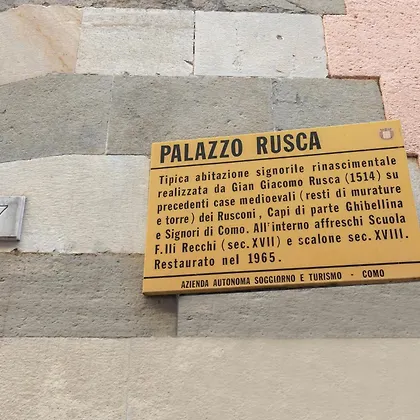 PALAZZO RUSCA
Tipica abitazione signorile rinascimentale
realizzata da Gian Giacomo Rusca (1514) su
precedenti case medioevali (resti di murature
e torre) dei Rusconi, Capi di parte Ghibellina
e Signori di Como. All'interno affreschi Scuola
F.lli Recchi (sec. XVII) e scalone sec. XVIII.
Restaurato nel 1965.
AZIENDA AUTONOMA SOGGIORNO E TURISMO - COMO